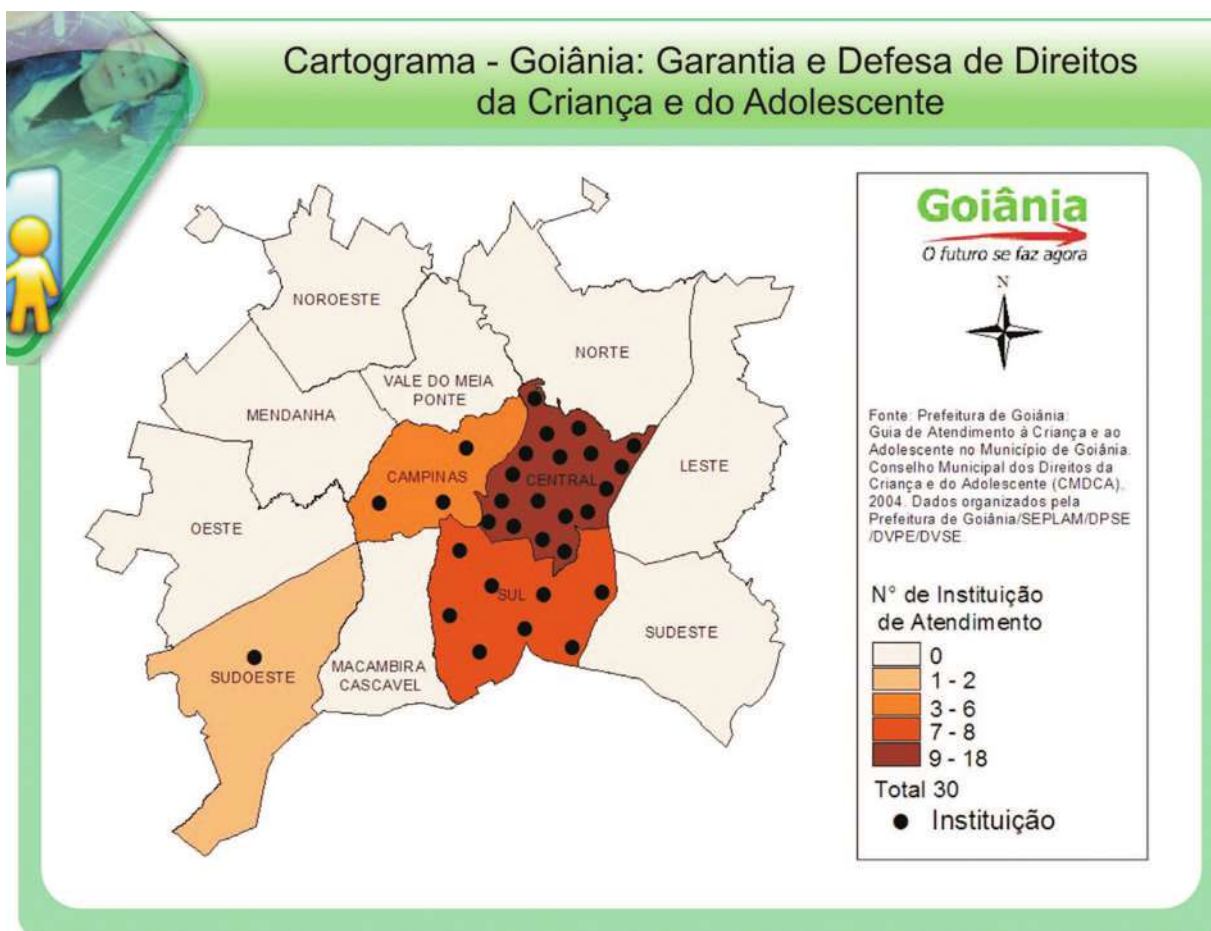 Cartograma - Goiânia: Garantia e Defesa de Direitos
da Criança e do Adolescente
Goiânia
O futuro se faz agora
N
NOROESTE
NORTE
VALE DO MEIA
PONTE
MENDANHA
LESTE
CAMPINAS
CENTRAL
OESTE
SUL
SUDESTE
MACAMBIRA
CASCAVEL
SUDOESTE
Fonte: Prefeitura de Goiânia:
Guia de Atendimento à Criança e ao
Adolescente no Município de Goiânia.
Conselho Municipal dos Direitos da
Criança e do Adolescente (CMDCA),
2004. Dados organizados pela
Prefeitura de Goiânia/SEPLAM/DPSE
/DVPE/DVSE
N° de Instituição
de Atendimento
0
1 - 2
3 - 6
7 - 8
9 - 18
Total 30
Instituição